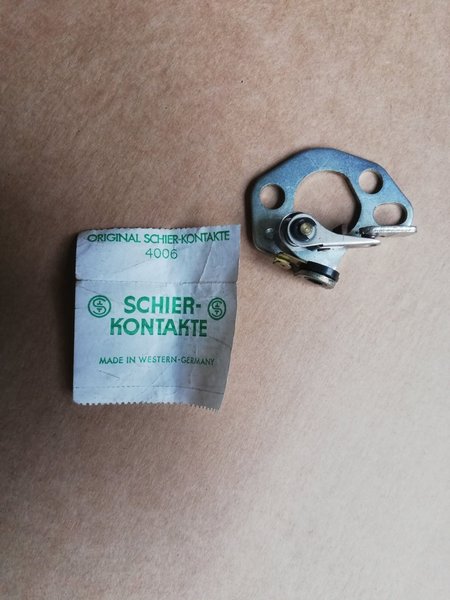 ORIGINAL SCHIER-KONTAKTE
4006
SCHIER-
KONTAKTE
MADE IN WESTERN-GERMANY